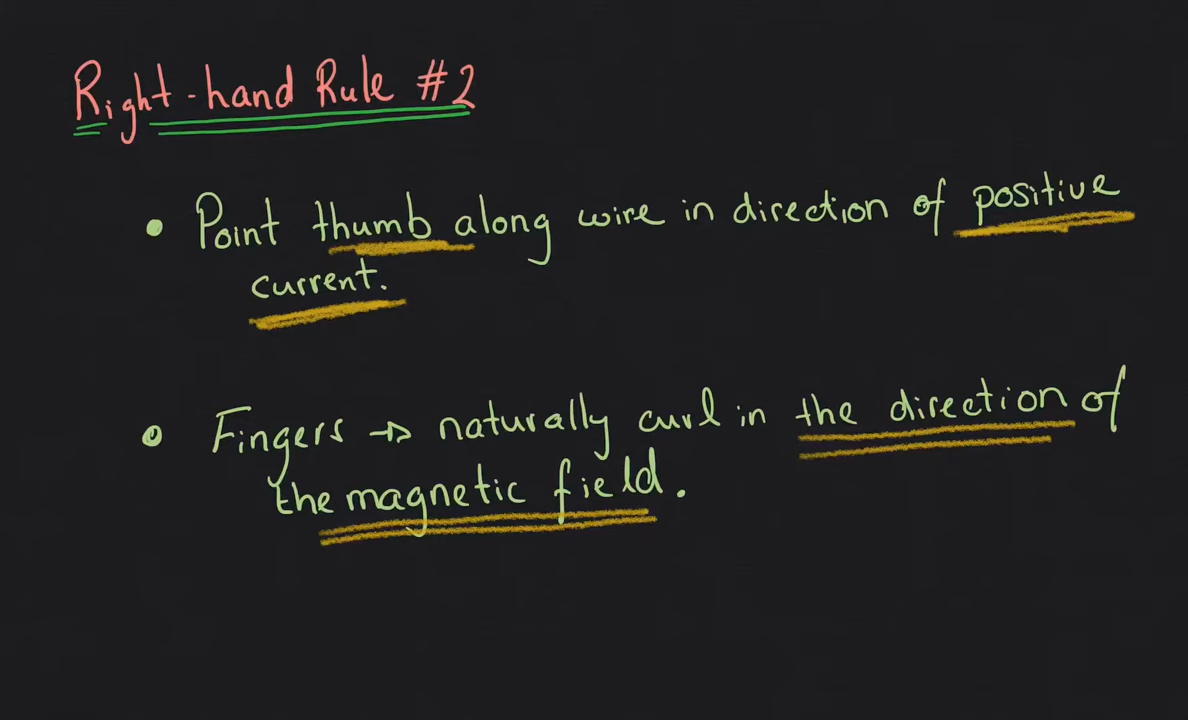 Right-hand Rule #2
• Point thumb along wire in direction of positive
current.
• Fingers → naturally curl in the direction of
the magnetic field.